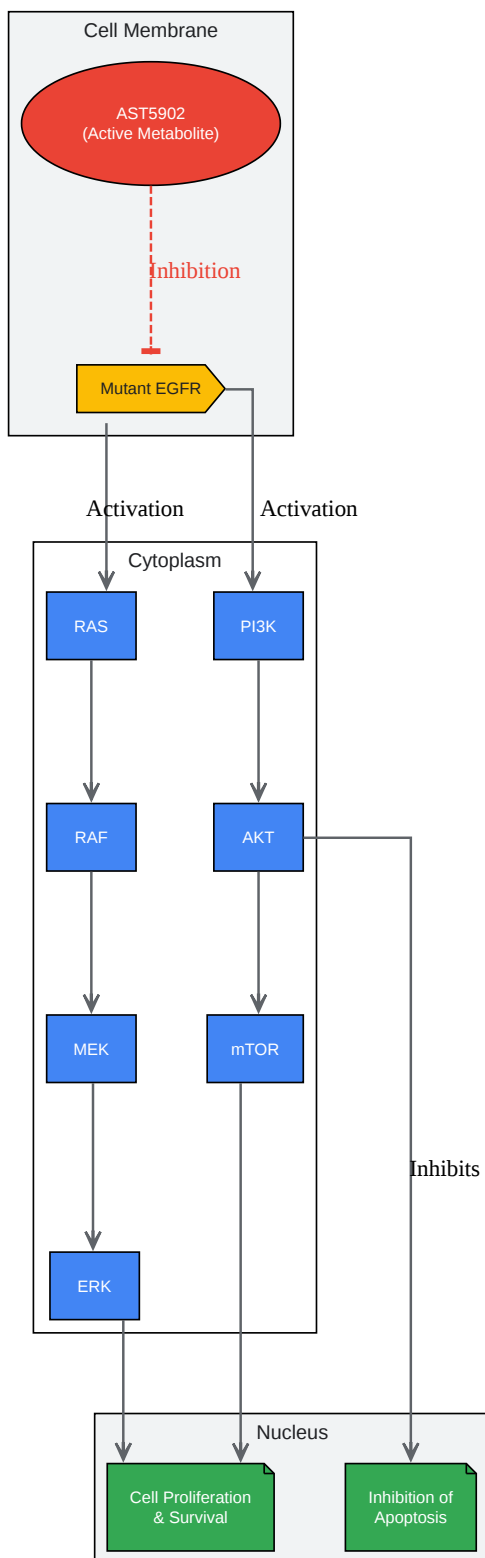 Cell Membrane
AST5902
(Active Metabolite)
Inhibition
Mutant EGFR
Activation
Activation
Cytoplasm
RAS
PI3K
RAF
AKT
MEK
mTOR
Inhibits
ERK
Nucleus
Cell Proliferation
& Survival
Inhibition of
Apoptosis